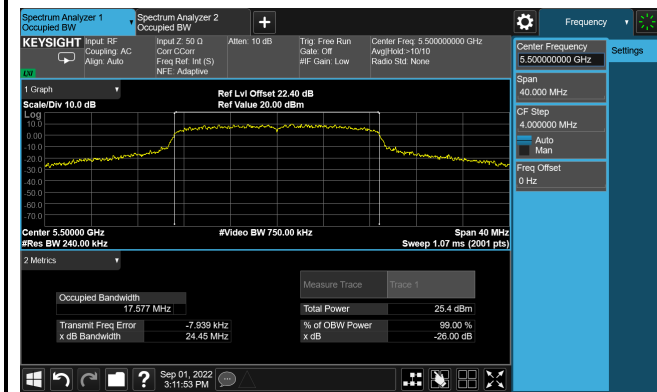 Spectrum Analyzer 1
Occupied BW
Spectrum Analyzer 2
Occupied BW
+
Frequency
KEYSIGHT
Input: RF
Coupling: AC
Align: Auto
Input Z: 50 Ω
Corr CCorr
Freq Ref: Int (S)
NFE: Adaptive
Atten: 10 dB
Trig: Free Run
Gate: Off
#IF Gain: Low
Center Freq: 5.500000000 GHz
Avg|Hold:>10/10
Radio Std: None
LXI
Center Frequency
5.500000000 GHz
Settings
Span
40.000 MHz
CF Step
4.000000 MHz
Auto
Man
Freq Offset
0 Hz
1 Graph
Scale/Div 10.0 dB
Ref Lvl Offset 22.40 dB
Ref Value 20.00 dBm
Log
10.0
0.00
-10.0
-20.0
-30.0
-40.0
-50.0
-60.0
-70.0
Center 5.50000 GHz
#Video BW 750.00 kHz
Span 40 MHz
#Res BW 240.00 kHz
Sweep 1.07 ms (2001 pts)
2 Metrics
Measure Trace
Trace 1
Occupied Bandwidth
17.577 MHz
Total Power
25.4 dBm
Transmit Freq Error
-7.939 kHz
% of OBW Power
99.00 %
x dB Bandwidth
24.45 MHz
x dB
-26.00 dB
?
Sep 01, 2022
3:11:53 PM